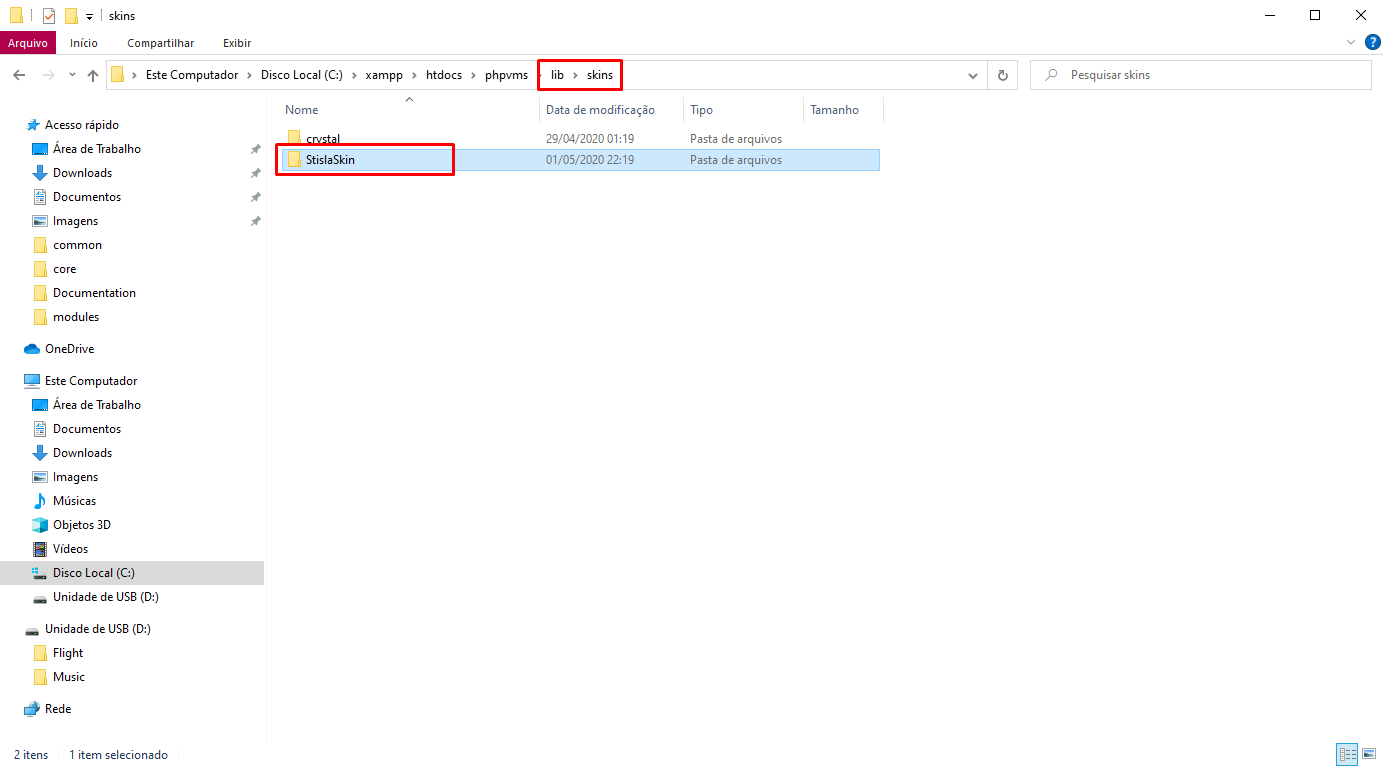 skins
Arquivo Início Compartilhar Exibir
Este Computador Disco Local (C:) xampp htdocs phpvms lib skins
Pesquisar skins
Nome Data de modificação Tipo Tamanho
crystal 29/04/2020 01:19 Pasta de arquivos
StislaSkin 01/05/2020 22:19 Pasta de arquivos
Acesso rápido
Área de Trabalho
Downloads
Documentos
Imagens
common
core
Documentation
modules
OneDrive
Este Computador
Área de Trabalho
Documentos
Downloads
Imagens
Músicas
Objetos 3D
Vídeos
Disco Local (C:)
Unidade de USB (D:)
Unidade de USB (D:)
Flight
Music
Rede
2 itens 1 item selecionado